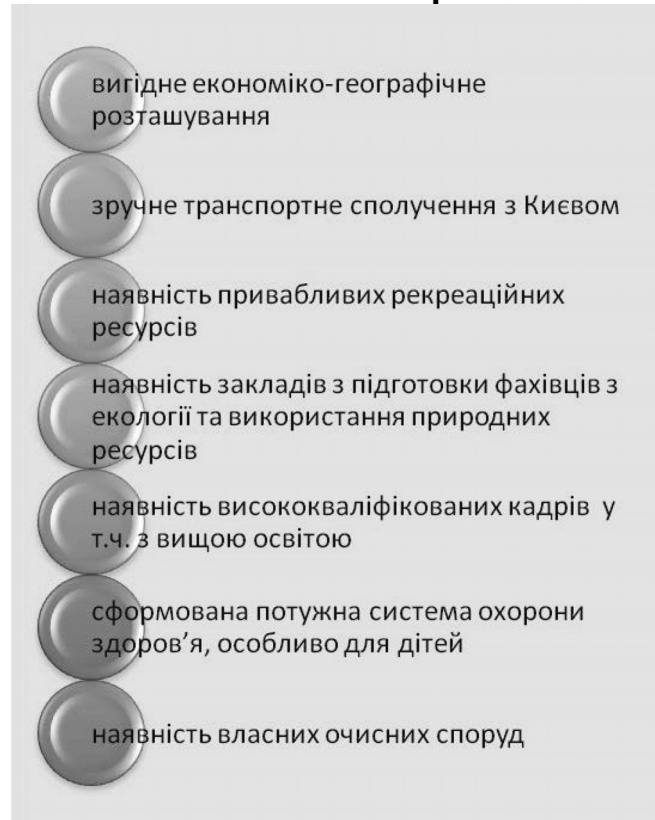 вигідне економіко-географічне
розташування
зручне транспортне сполучення з Києвом
наявність привабливих рекреаційних
ресурсів
наявність закладів з підготовки фахівців з
екології та використання природних
ресурсів
наявність висококваліфікованих кадрів у
т.ч. з вищою освітою
сформована потужна система охорони
здоров’я, особливо для дітей
наявність власних очисних споруд